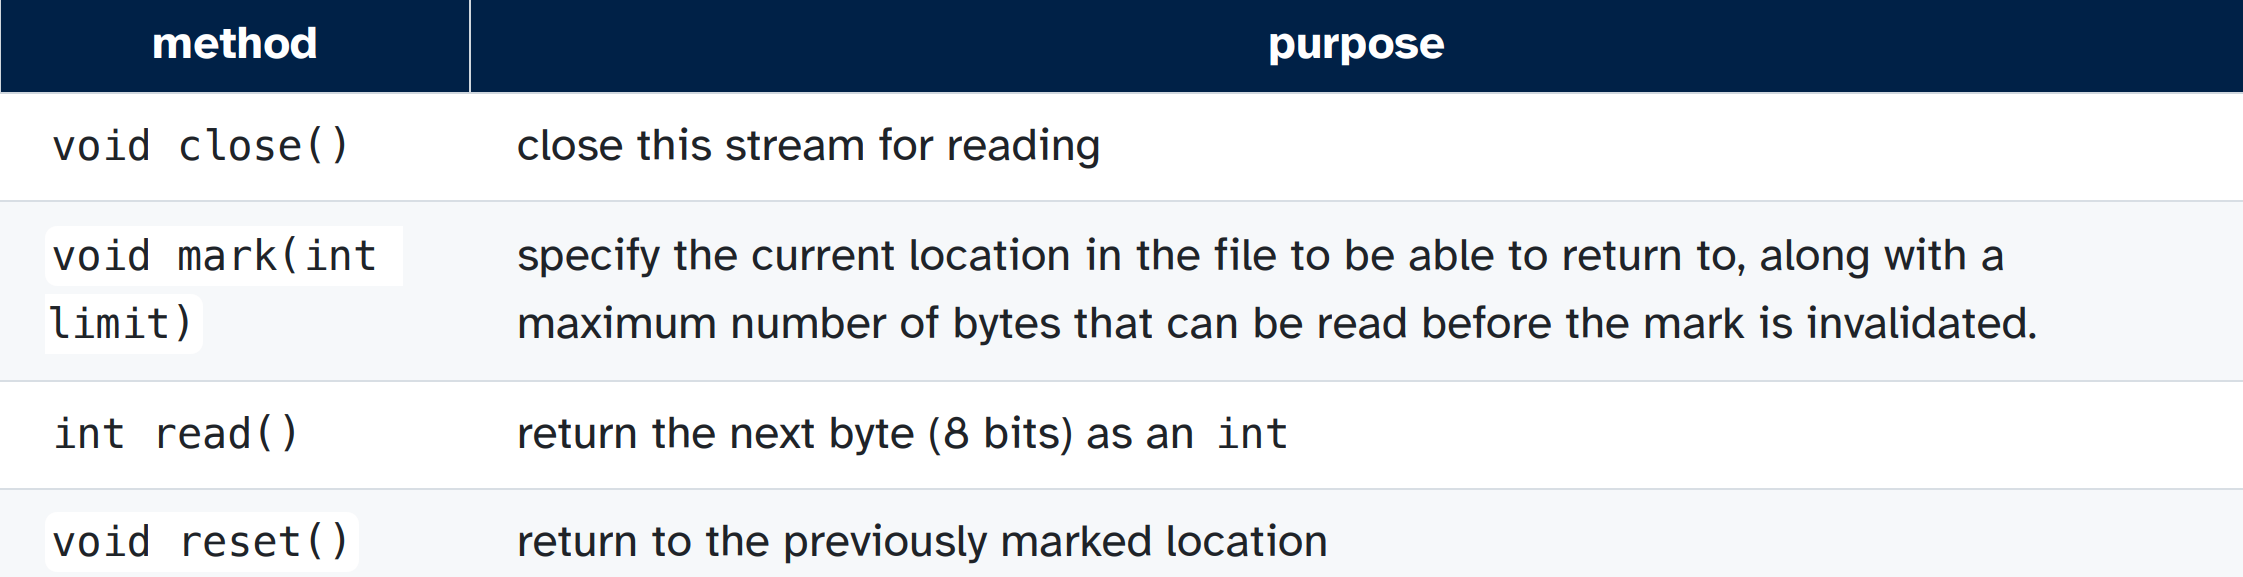 method purpose
void close() close this stream for reading
void mark(int specify the current location in the file to be able to return to, along with a
limit) maximum number of bytes that can be read before the mark is invalidated.
int read() return the next byte (8 bits) as an int
void reset() return to the previously marked location